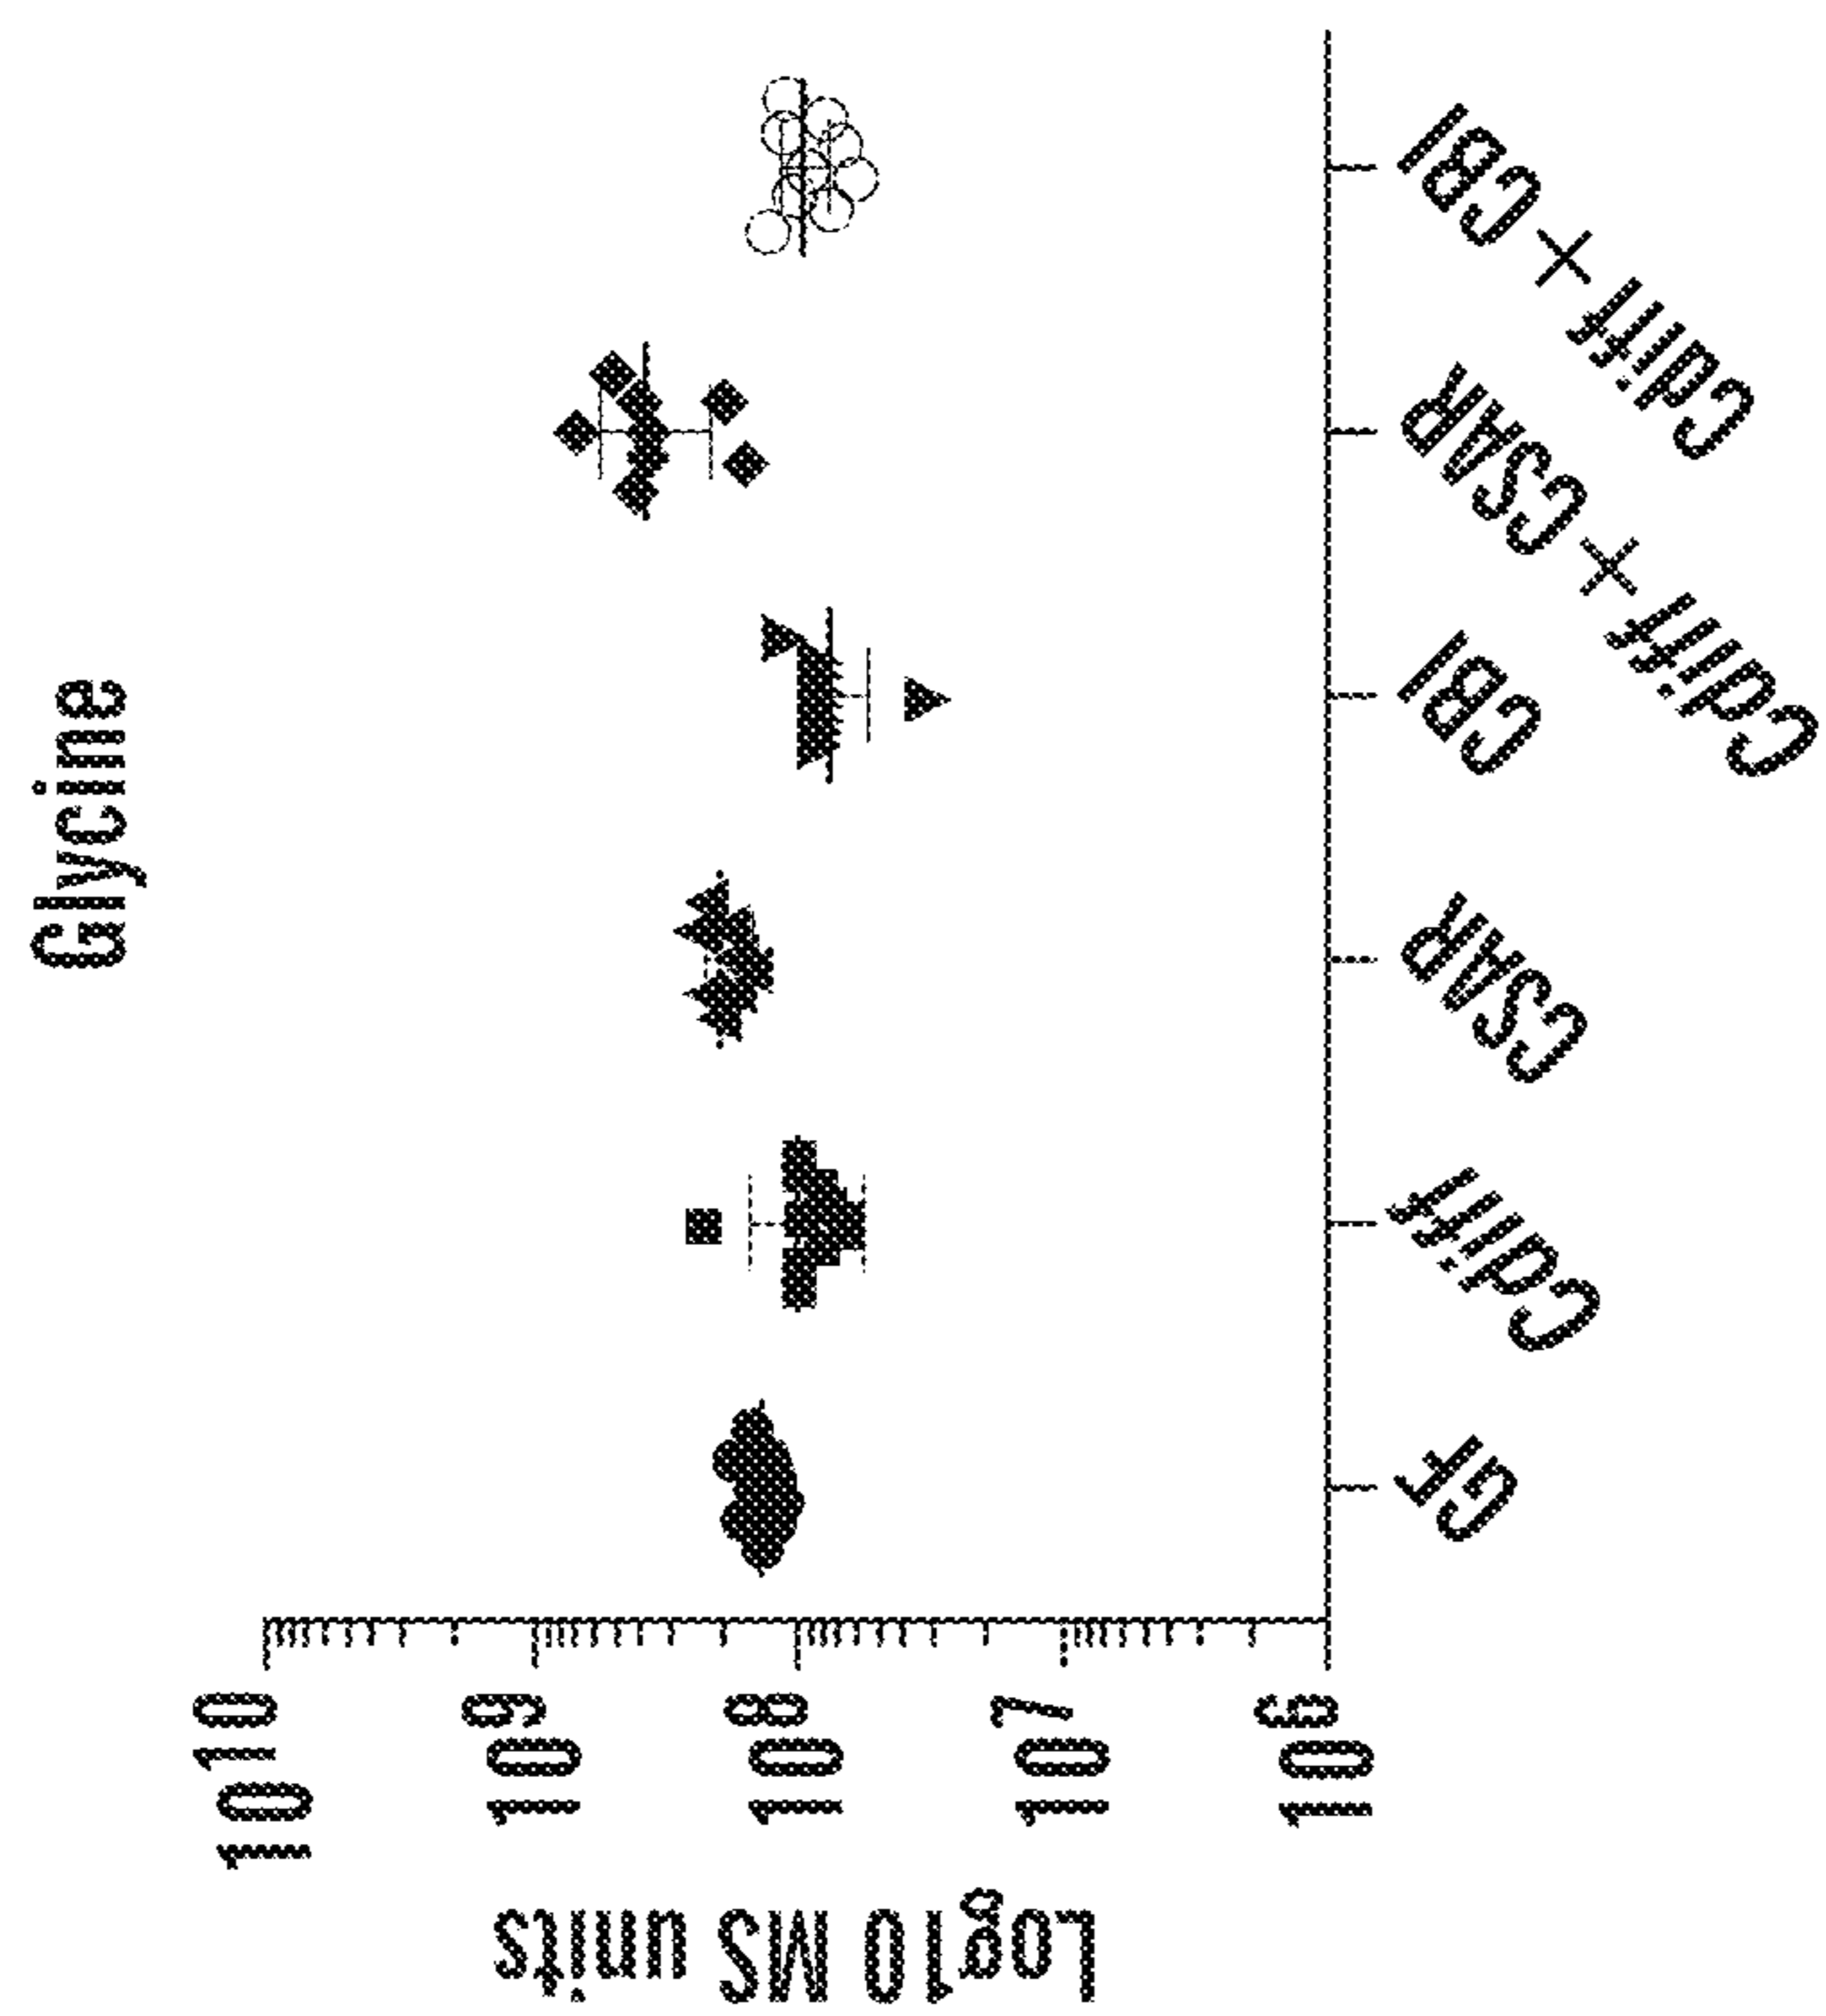 Glycine
Log10 MS units
10^10
10^9
10^8
10^7
10^6
GF
Cdiff
CSAR
CBI
Cdiff+CSAR
Cdiff+CBI